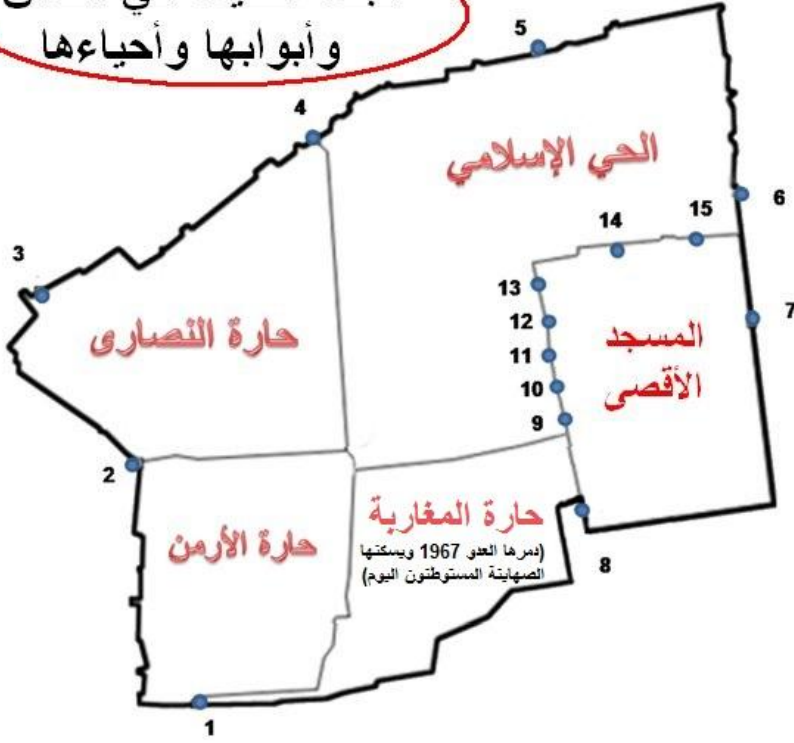 وأبوابها وأحياءها
5
4
الحي الإسلامي
6
3
14
15
13
7
حارة النصارى
12
المسجد
11
الأقصى
10
9
2
حارة المغاربة
حارة الأرمن
(دمرها العدو 1967 ويسكنها
الصهاينة المستوطنون اليوم)
8
1